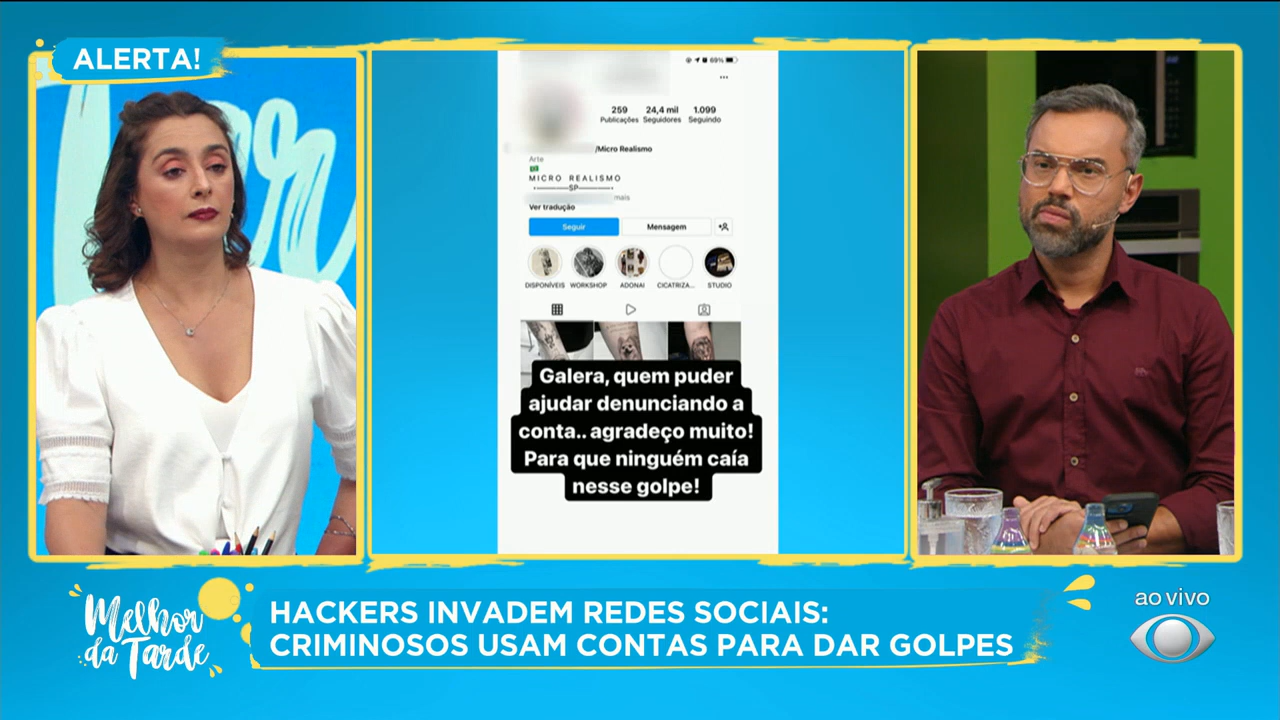 ALERTA!
69%
259
24,4 mil
1.099
Publicações
Seguidores
Seguindo
/Micro Realismo
Arte
MICRO REALISMO
SP
mais
Ver tradução
Seguir
Mensagem
DISPONÍVEIS
WORKSHOP
ADONAI
CICATRIZA...
STUDIO
Galera, quem puder
ajudar denunciando a
conta.. agradeço muito!
Para que ninguém caía
nesse golpe!
Melhor
da Tarde
HACKERS INVADEM REDES SOCIAIS:
CRIMINOSOS USAM CONTAS PARA DAR GOLPES
ao vivo